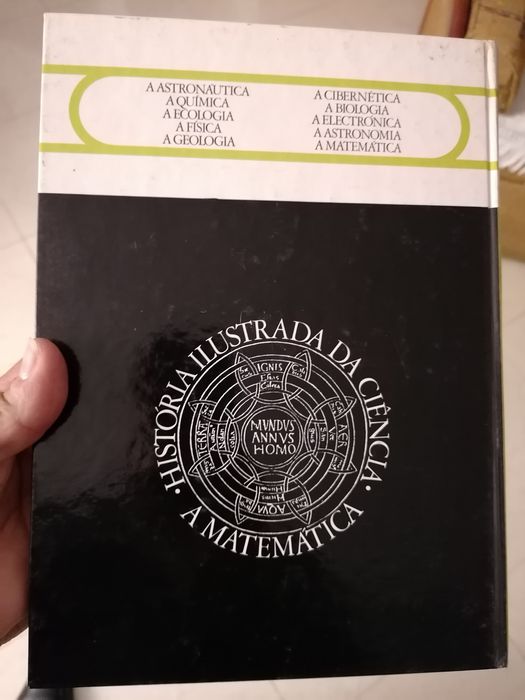 A ASTRONÁUTICA
A QUÍMICA
A ECOLOGIA
A FÍSICA
A GEOLOGIA
A CIBERNÉTICA
A BIOLOGIA
A ELECTRÓNICA
A ASTRONOMIA
A MATEMÁTICA
HISTÓRIA ILUSTRADA DA CIÊNCIA
A MATEMÁTICA
IGNIS
AER
AQVA
TERRA
MVNDVS
ANNVS
HOMO